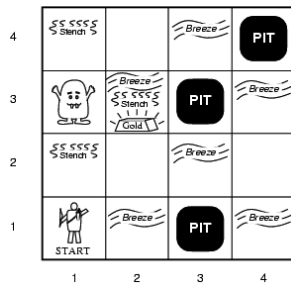 4
Stench
Breeze
PIT
3
Breeze
Stench
Gold
PIT
Breeze
2
Stench
Breeze
1
START
Breeze
PIT
Breeze
1 2 3 4